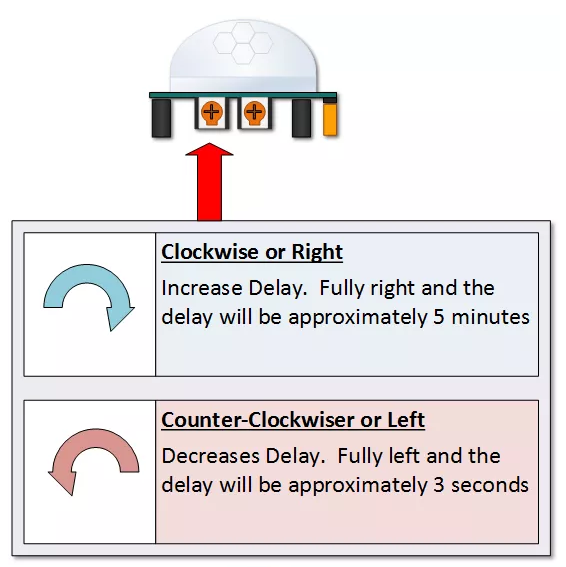 Clockwise or Right
Increase Delay.  Fully right and the
delay will be approximately 5 minutes
Counter-Clockwiser or Left
Decreases Delay.  Fully left and the
delay will be approximately 3 seconds